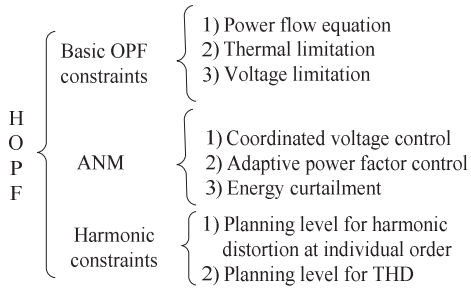 HOPF
Basic OPF
constraints
1) Power flow equation
2) Thermal limitation
3) Voltage limitation
ANM
1) Coordinated voltage control
2) Adaptive power factor control
3) Energy curtailment
Harmonic
constraints
1) Planning level for harmonic
distortion at individual order
2) Planning level for THD